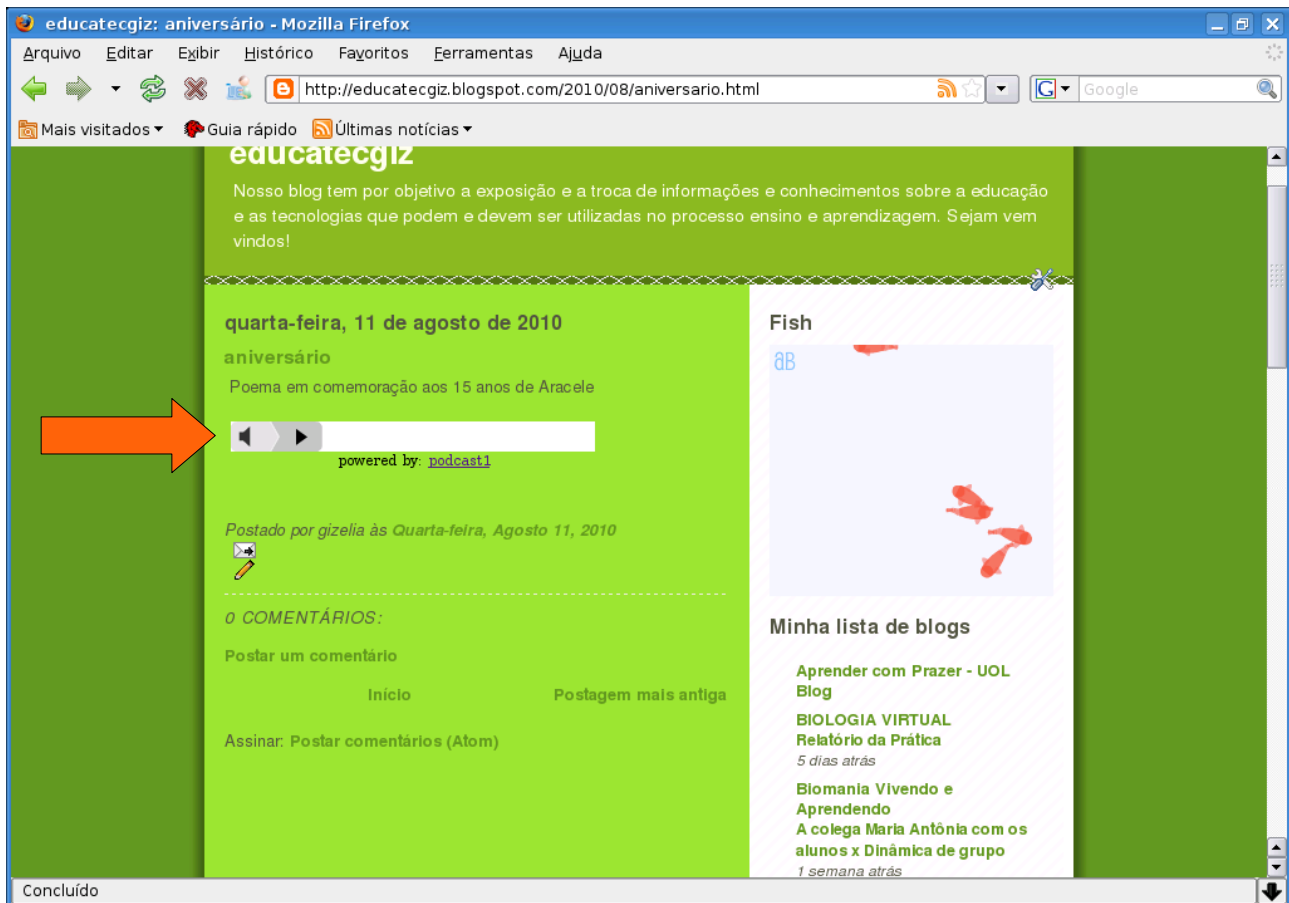 educatecgiz: aniversário - Mozilla Firefox
Arquivo Editar Exibir Histórico Favoritos Ferramentas Ajuda
http://educatecgiz.blogspot.com/2010/08/aniversario.html
G Google
Mais visitados Guia rápido Últimas notícias
educatecgiz
Nosso blog tem por objetivo a exposição e a troca de informações e conhecimentos sobre a educação
e as tecnologias que podem e devem ser utilizadas no processo ensino e aprendizagem. Sejam vem
vindos!
quarta-feira, 11 de agosto de 2010
aniversário
Poema em comemoração aos 15 anos de Aracele
powered by: podcast1
Postado por gizelia às Quarta-feira, Agosto 11, 2010
0 COMENTÁRIOS:
Postar um comentário
Início Postagem mais antiga
Assinar: Postar comentários (Atom)
Fish
aB
Minha lista de blogs
Aprender com Prazer - UOL
Blog
BIOLOGIA VIRTUAL
Relatório da Prática
5 dias atrás
Biomania Vivendo e
Aprendendo
A colega Maria Antônia com os
alunos x Dinâmica de grupo
1 semana atrás
Concluído